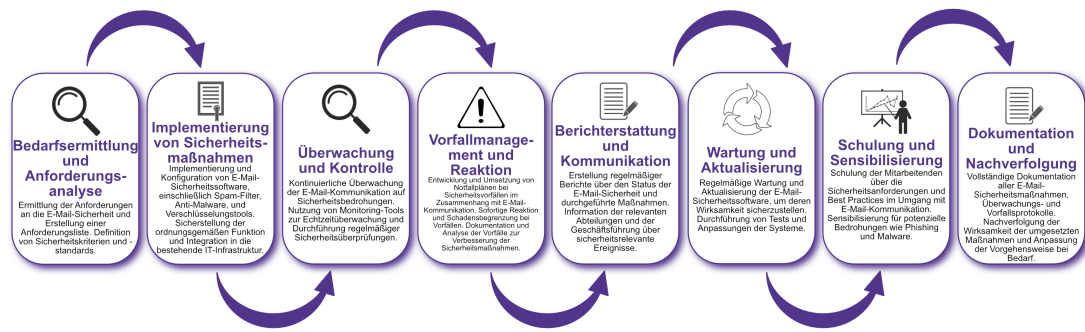 Bedarfsermittlung
und
Anforderungs-
analyse
Ermittlung der Anforderungen
an die E-Mail-Sicherheit und
Erstellung einer
Anforderungsliste. Definition
von Sicherheitskriterien und -
standards.
Implementierung
von Sicherheits-
maßnahmen
Implementierung und
Konfiguration von E-Mail-
Sicherheitssoftware,
einschließlich Spam-Filter,
Anti-Malware, und
Verschlüsselungstools.
Sicherstellung der
ordnungsgemäßen Funktion
und Integration in die
bestehende IT-Infrastruktur.
Überwachung
und Kontrolle
Kontinuierliche Überwachung
der E-Mail-Kommunikation auf
Sicherheitsbedrohungen.
Nutzung von Monitoring-Tools
zur Echtzeitüberwachung und
Durchführung regelmäßiger
Sicherheitsüberprüfungen.
Vorfallmanage-
ment und
Reaktion
Entwicklung und Umsetzung von
Notfallplänen bei
Sicherheitsvorfällen im
Zusammenhang mit E-Mail-
Kommunikation. Sofortige Reaktion
und Schadensbegrenzung bei
Vorfällen. Dokumentation und
Analyse der Vorfälle zur
Verbesserung der
Sicherheitsmaßnahmen.
Berichterstattung
und
Kommunikation
Erstellung regelmäßiger
Berichte über den Status der
E-Mail-Sicherheit und
durchgeführte Maßnahmen.
Information der relevanten
Abteilungen und der
Geschäftsführung über
sicherheitsrelevante
Ereignisse.
Wartung und
Aktualisierung
Regelmäßige Wartung und
Aktualisierung der E-Mail-
Sicherheitssoftware, um deren
Wirksamkeit sicherzustellen.
Durchführung von Tests und
Anpassungen der Systeme.
Schulung und
Sensibilisierung
Schulung der Mitarbeitenden
über die
Sicherheitsanforderungen und
Best Practices im Umgang mit
E-Mail-Kommunikation.
Sensibilisierung für potenzielle
Bedrohungen wie Phishing
und Malware.
Dokumentation
und
Nachverfolgung
Vollständige Dokumentation
aller E-Mail-
Sicherheitsmaßnahmen,
Überwachungs- und
Vorfallsprotokolle.
Nachverfolgung der
Wirksamkeit der umgesetzten
Maßnahmen und Anpassung
der Vorgehensweise bei
Bedarf.